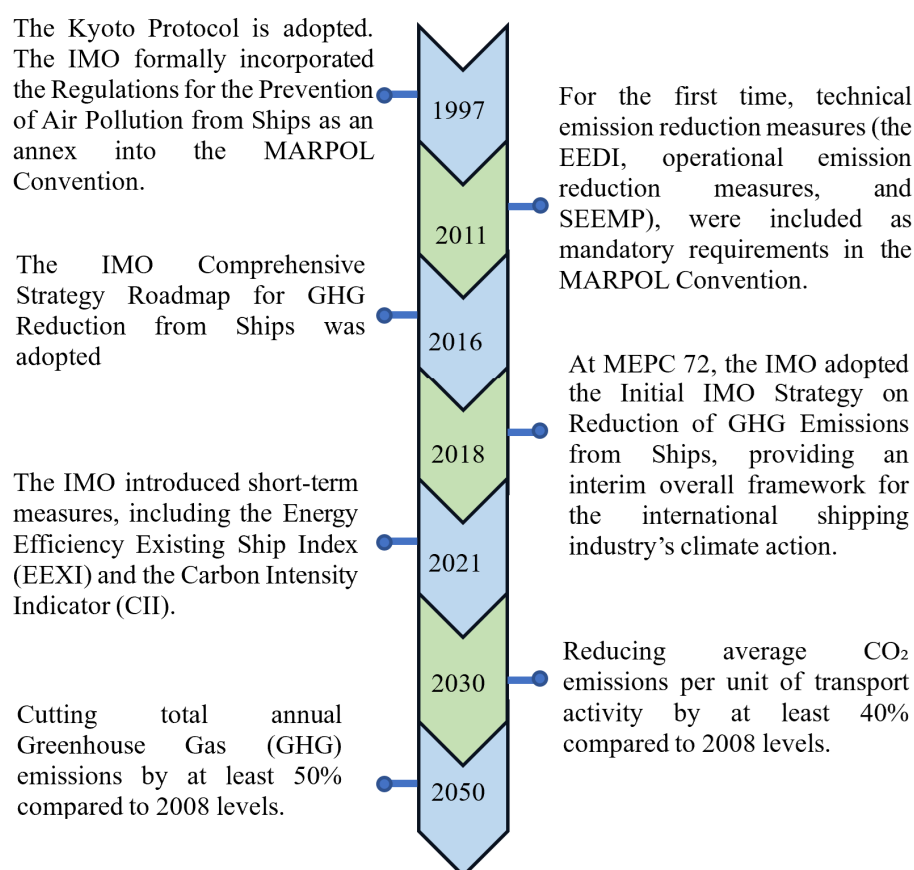 The Kyoto Protocol is adopted.
The IMO formally incorporated
the Regulations for the Prevention
of Air Pollution from Ships as an
annex into the MARPOL
Convention.
1997
For the first time, technical
emission reduction measures (the
EEDI, operational emission
reduction measures, and
SEEMP), were included as
mandatory requirements in the
MARPOL Convention.
2011
The IMO Comprehensive
Strategy Roadmap for GHG
Reduction from Ships was
adopted
2016
At MEPC 72, the IMO adopted
the Initial IMO Strategy on
Reduction of GHG Emissions
from Ships, providing an
interim overall framework for
the international shipping
industry’s climate action.
2018
The IMO introduced short-term
measures, including the Energy
Efficiency Existing Ship Index
(EEXI) and the Carbon Intensity
Indicator (CII).
2021
Reducing average CO₂
emissions per unit of transport
activity by at least 40%
compared to 2008 levels.
2030
Cutting total annual
Greenhouse Gas (GHG)
emissions by at least 50%
compared to 2008 levels.
2050